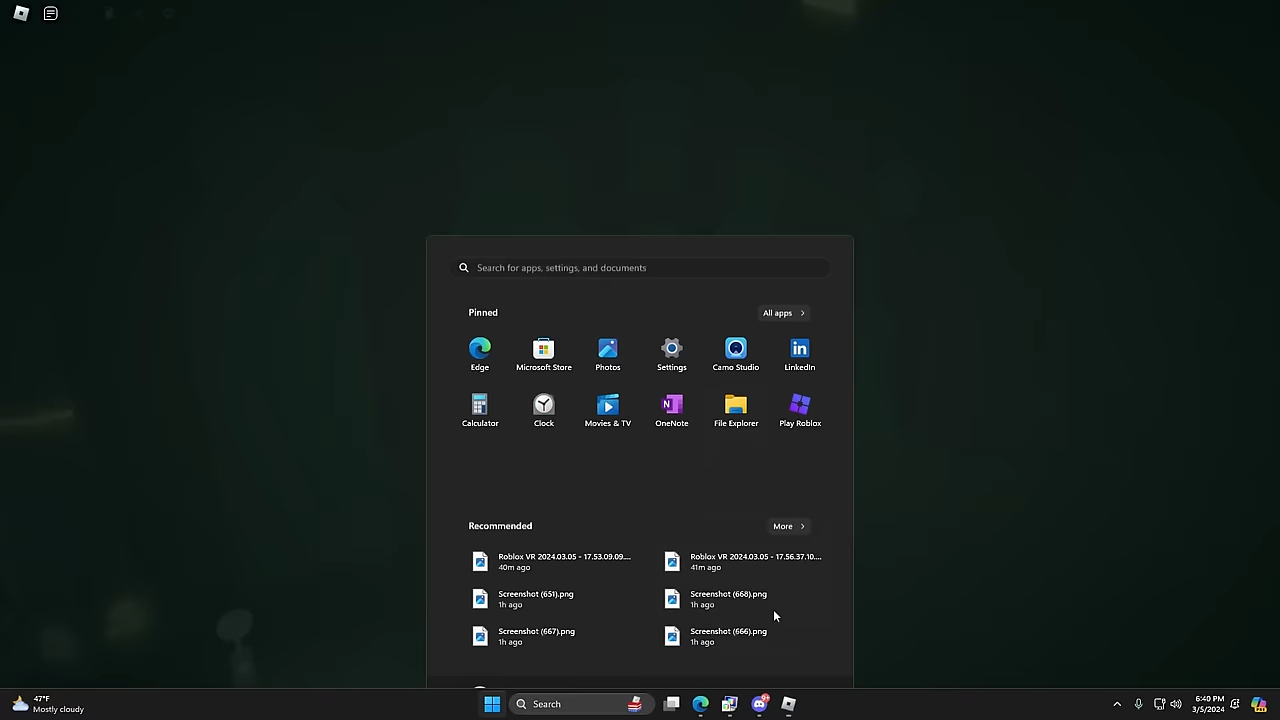 Search for apps, settings, and documents
Pinned
All apps
Edge
Microsoft Store
Photos
Settings
Camo Studio
LinkedIn
Calculator
Clock
Movies & TV
OneNote
File Explorer
Play Roblox
Recommended
More
Roblox VR 2024.03.05 - 17.53.09.09....
40m ago
Roblox VR 2024.03.05 - 17.56.37.10....
41m ago
Screenshot (651).png
1h ago
Screenshot (668).png
1h ago
Screenshot (667).png
1h ago
Screenshot (666).png
1h ago
47°F
Mostly cloudy
Search
6:40 PM
3/5/2024